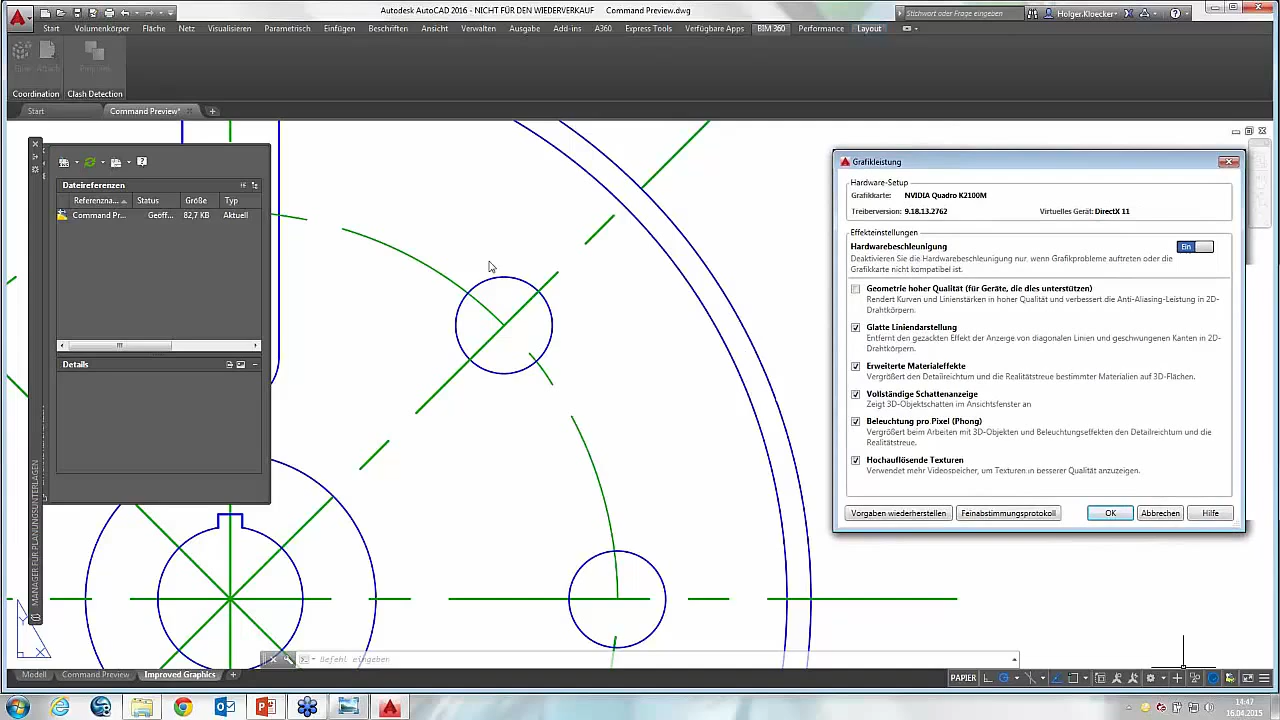 Autodesk AutoCAD 2016 - NICHT FÜR DEN WIEDERVERKAUF Command Preview.dwg
Stichwort oder Frage eingeben
Holger.Kloecker
Start Volumenkörper Fläche Netz Visualisieren Parametrisch Einfügen Beschriften Ansicht Verwalten Ausgabe Add-ins A360 Express Tools Verfügbare Apps BIM 360 Performance Layout
Glue Attach
Coordination Clash Detection
Start Command Preview*
Dateireferenzen
Referenzna... Status Größe Typ
Command Pr... Geöff... 82,7 KB Aktuell
Details
MANAGER FÜR PLANUNGSUNTERLAGEN
Grafikleistung
Hardware-Setup
Grafikkarte: NVIDIA Quadro K2100M
Treiberversion: 9.18.13.2762 Virtuelles Gerät: DirectX 11
Effekteinstellungen
Hardwarebeschleunigung Ein
Deaktivieren Sie die Hardwarebeschleunigung nur, wenn Grafikprobleme auftreten oder die
Grafikkarte nicht kompatibel ist.
Geometrie hoher Qualität (für Geräte, die dies unterstützen)
Rendert Kurven und Linienstärken in hoher Qualität und verbessert die Anti-Aliasing-Leistung in 2D-
Drahtkörpern.
Glatte Liniendarstellung
Entfernt den gezackten Effekt der Anzeige von diagonalen Linien und geschwungenen Kanten in 2D-
Drahtkörpern.
Erweiterte Materialeffekte
Vergrößert den Detailreichtum und die Realitätstreue bestimmter Materialien auf 3D-Flächen.
Vollständige Schattenanzeige
Zeigt 3D-Objektschatten im Ansichtsfenster an
Beleuchtung pro Pixel (Phong)
Vergrößert beim Arbeiten mit 3D-Objekten und Beleuchtungseffekten den Detailreichtum und die
Realitätstreue.
Hochauflösende Texturen
Verwendet mehr Videospeicher, um Texturen in besserer Qualität anzuzeigen.
Vorgaben wiederherstellen Feinabstimmungsprotokoll OK Abbrechen Hilfe
Y
X
Befehl eingeben
Modell Command Preview Improved Graphics +
PAPIER
14:47
16.04.2015